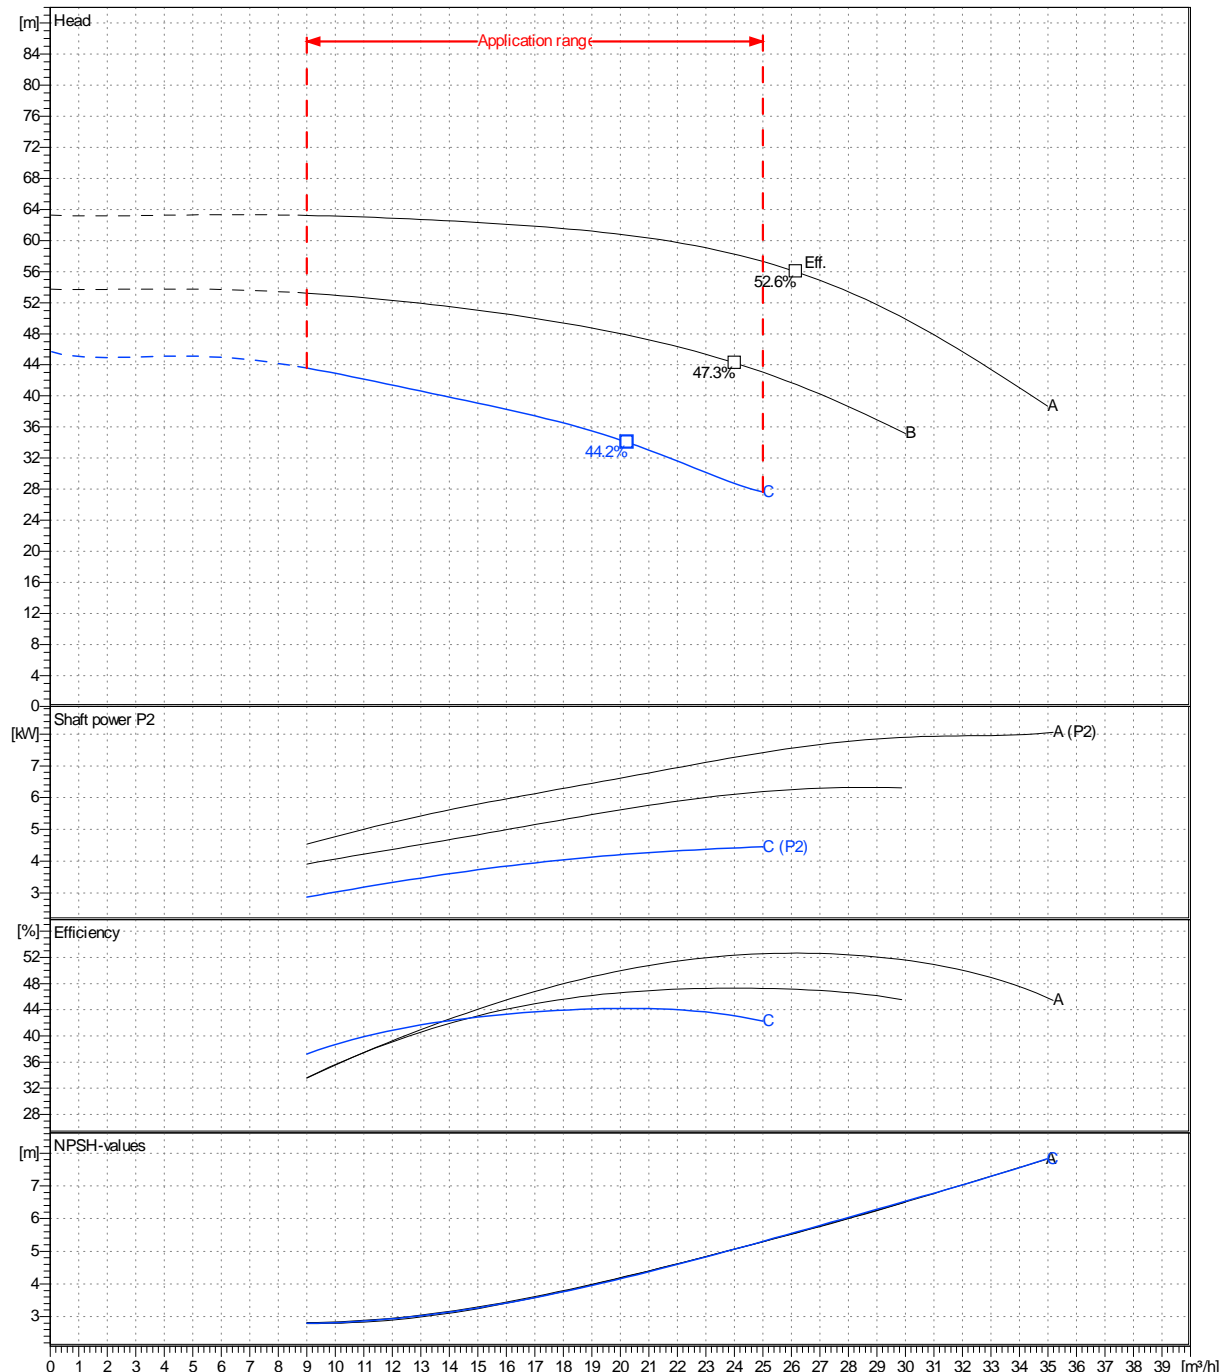 [m]
Head
Application range
84
80
76
72
68
64
60
56
52
48
44
40
36
32
28
24
20
16
12
8
4
0
Eff.
52.6%
47.3%
44.2%
A
B
C
Shaft power P2
[kW]
7
6
5
4
3
A (P2)
C (P2)
[%]
Efficiency
52
48
44
40
36
32
28
A
C
NPSH-values
[m]
7
6
5
4
3
A
C
0 1 2 3 4 5 6 7 8 9 10 11 12 13 14 15 16 17 18 19 20 21 22 23 24 25 26 27 28 29 30 31 32 33 34 35 36 37 38 39 [m³/h]